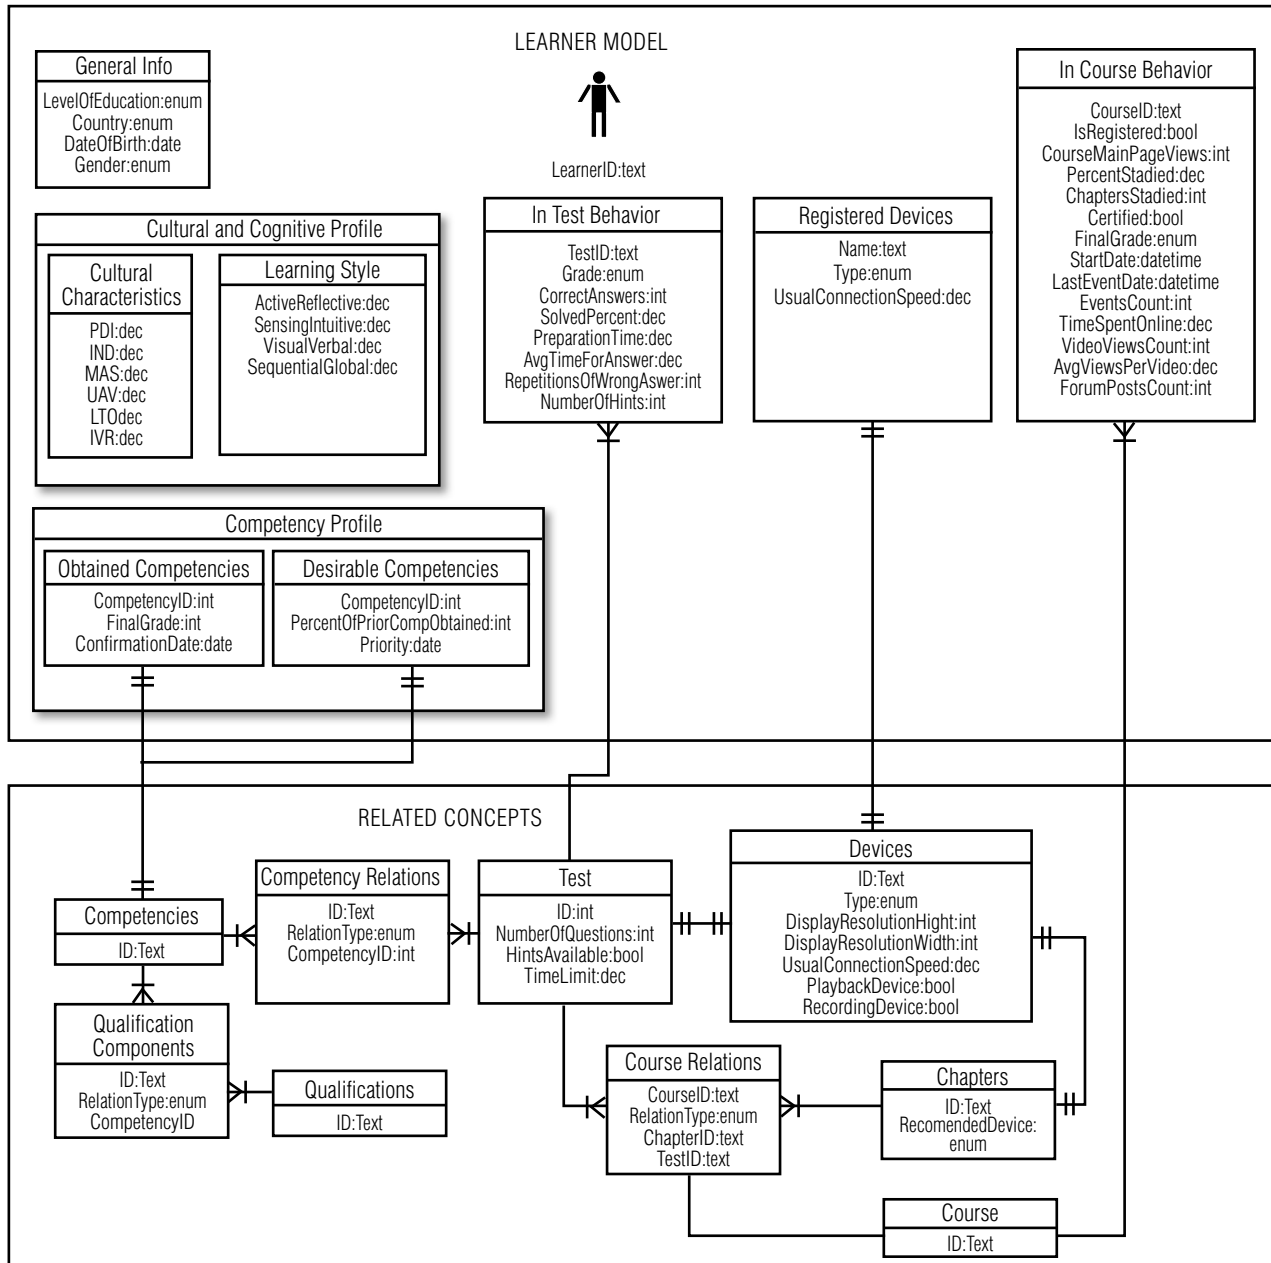 LEARNER MODEL
General Info
LevelOfEducation:enum
Country:enum
DateOfBirth:date
Gender:enum
LearnerID:text
Cultural and Cognitive Profile
Cultural
Characteristics
PDI:dec
IND:dec
MAS:dec
UAV:dec
LTOdec
IVR:dec
Learning Style
ActiveReflective:dec
SensingIntuitive:dec
VisualVerbal:dec
SequentialGlobal:dec
In Test Behavior
TestID:text
Grade:enum
CorrectAnswers:int
SolvedPercent:dec
PreparationTime:dec
AvgTimeForAnswer:dec
RepetitionsOfWrongAswer:int
NumberOfHints:int
Registered Devices
Name:text
Type:enum
UsualConnectionSpeed:dec
In Course Behavior
CourseID:text
IsRegistered:bool
CourseMainPageViews:int
PercentStadied:dec
ChaptersStadied:int
Certified:bool
FinalGrade:enum
StartDate:datetime
LastEventDate:datetime
EventsCount:int
TimeSpentOnline:dec
VideoViewsCount:int
AvgViewsPerVideo:dec
ForumPostsCount:int
Competency Profile
Obtained Competencies
CompetencyID:int
FinalGrade:int
ConfirmationDate:date
Desirable Competencies
CompetencyID:int
PercentOfPriorCompObtained:int
Priority:date
RELATED CONCEPTS
Competencies
ID:Text
Competency Relations
ID:Text
RelationType:enum
CompetencyID:int
Test
ID:int
NumberOfQuestions:int
HintsAvailable:bool
TimeLimit:dec
Devices
ID:Text
Type:enum
DisplayResolutionHight:int
DisplayResolutionWidth:int
UsualConnectionSpeed:dec
PlaybackDevice:bool
RecordingDevice:bool
Qualification
Components
ID:Text
RelationType:enum
CompetencyID
Qualifications
ID:Text
Course Relations
CourseID:text
RelationType:enum
ChapterID:text
TestID:text
Chapters
ID:Text
RecomendedDevice:
enum
Course
ID:Text